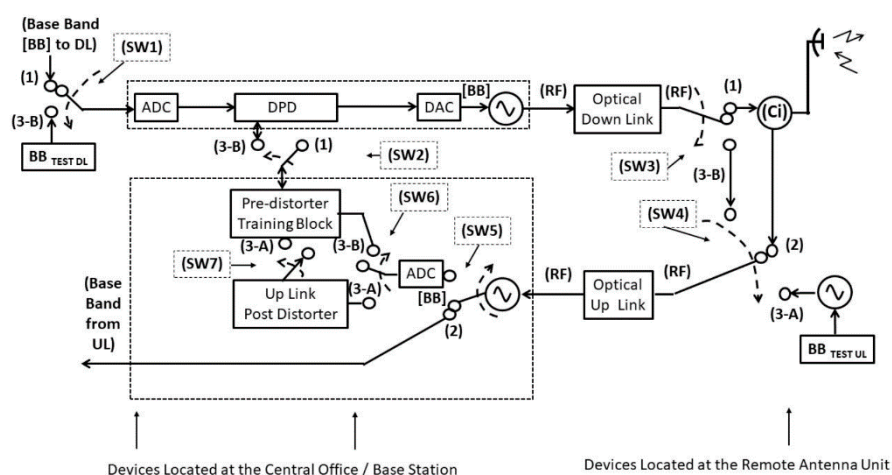 (Base Band
[BB] to DL)
(SW1)
(1)
(3-B)
BB TEST DL
ADC
DPD
DAC
[BB]
(RF)
Optical
Down Link
(RF)
(1)
(Ci)
(3-B)
(1)
(SW2)
(SW3)
(3-B)
Pre-distorter
Training Block
(SW6)
(SW4)
(3-A)
(3-B)
(SW5)
(2)
(SW7)
ADC
(RF)
Optical
Up Link
(RF)
(Base
Band
from
UL)
Up Link
Post Distorter
(3-A)
[BB]
(2)
(3-A)
BB TEST UL
Devices Located at the Central Office / Base Station
Devices Located at the Remote Antenna Unit